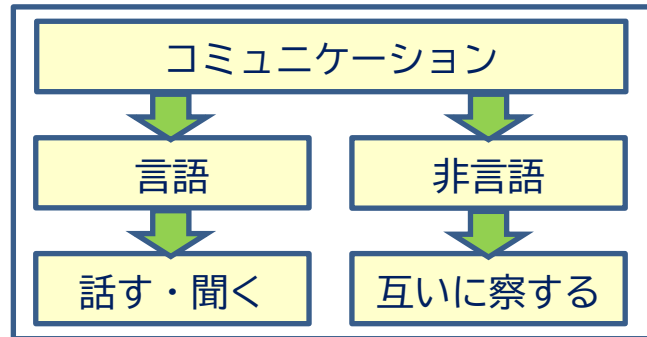 コミュニケーション
言語
非言語
話す・聞く
互いに察する